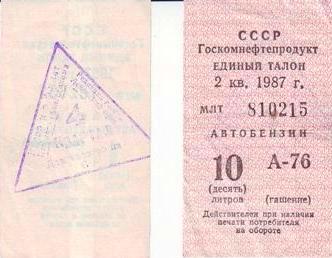 СССР
Госкомнефтепродукт
ЕДИНЫЙ ТАЛОН
2 кв. 1987 г.
МЛТ 810215
АВТОБЕНЗИН
10 А-76
(десять)
литров (гашение)
Действителен при наличии
печати потребителя
на обороте